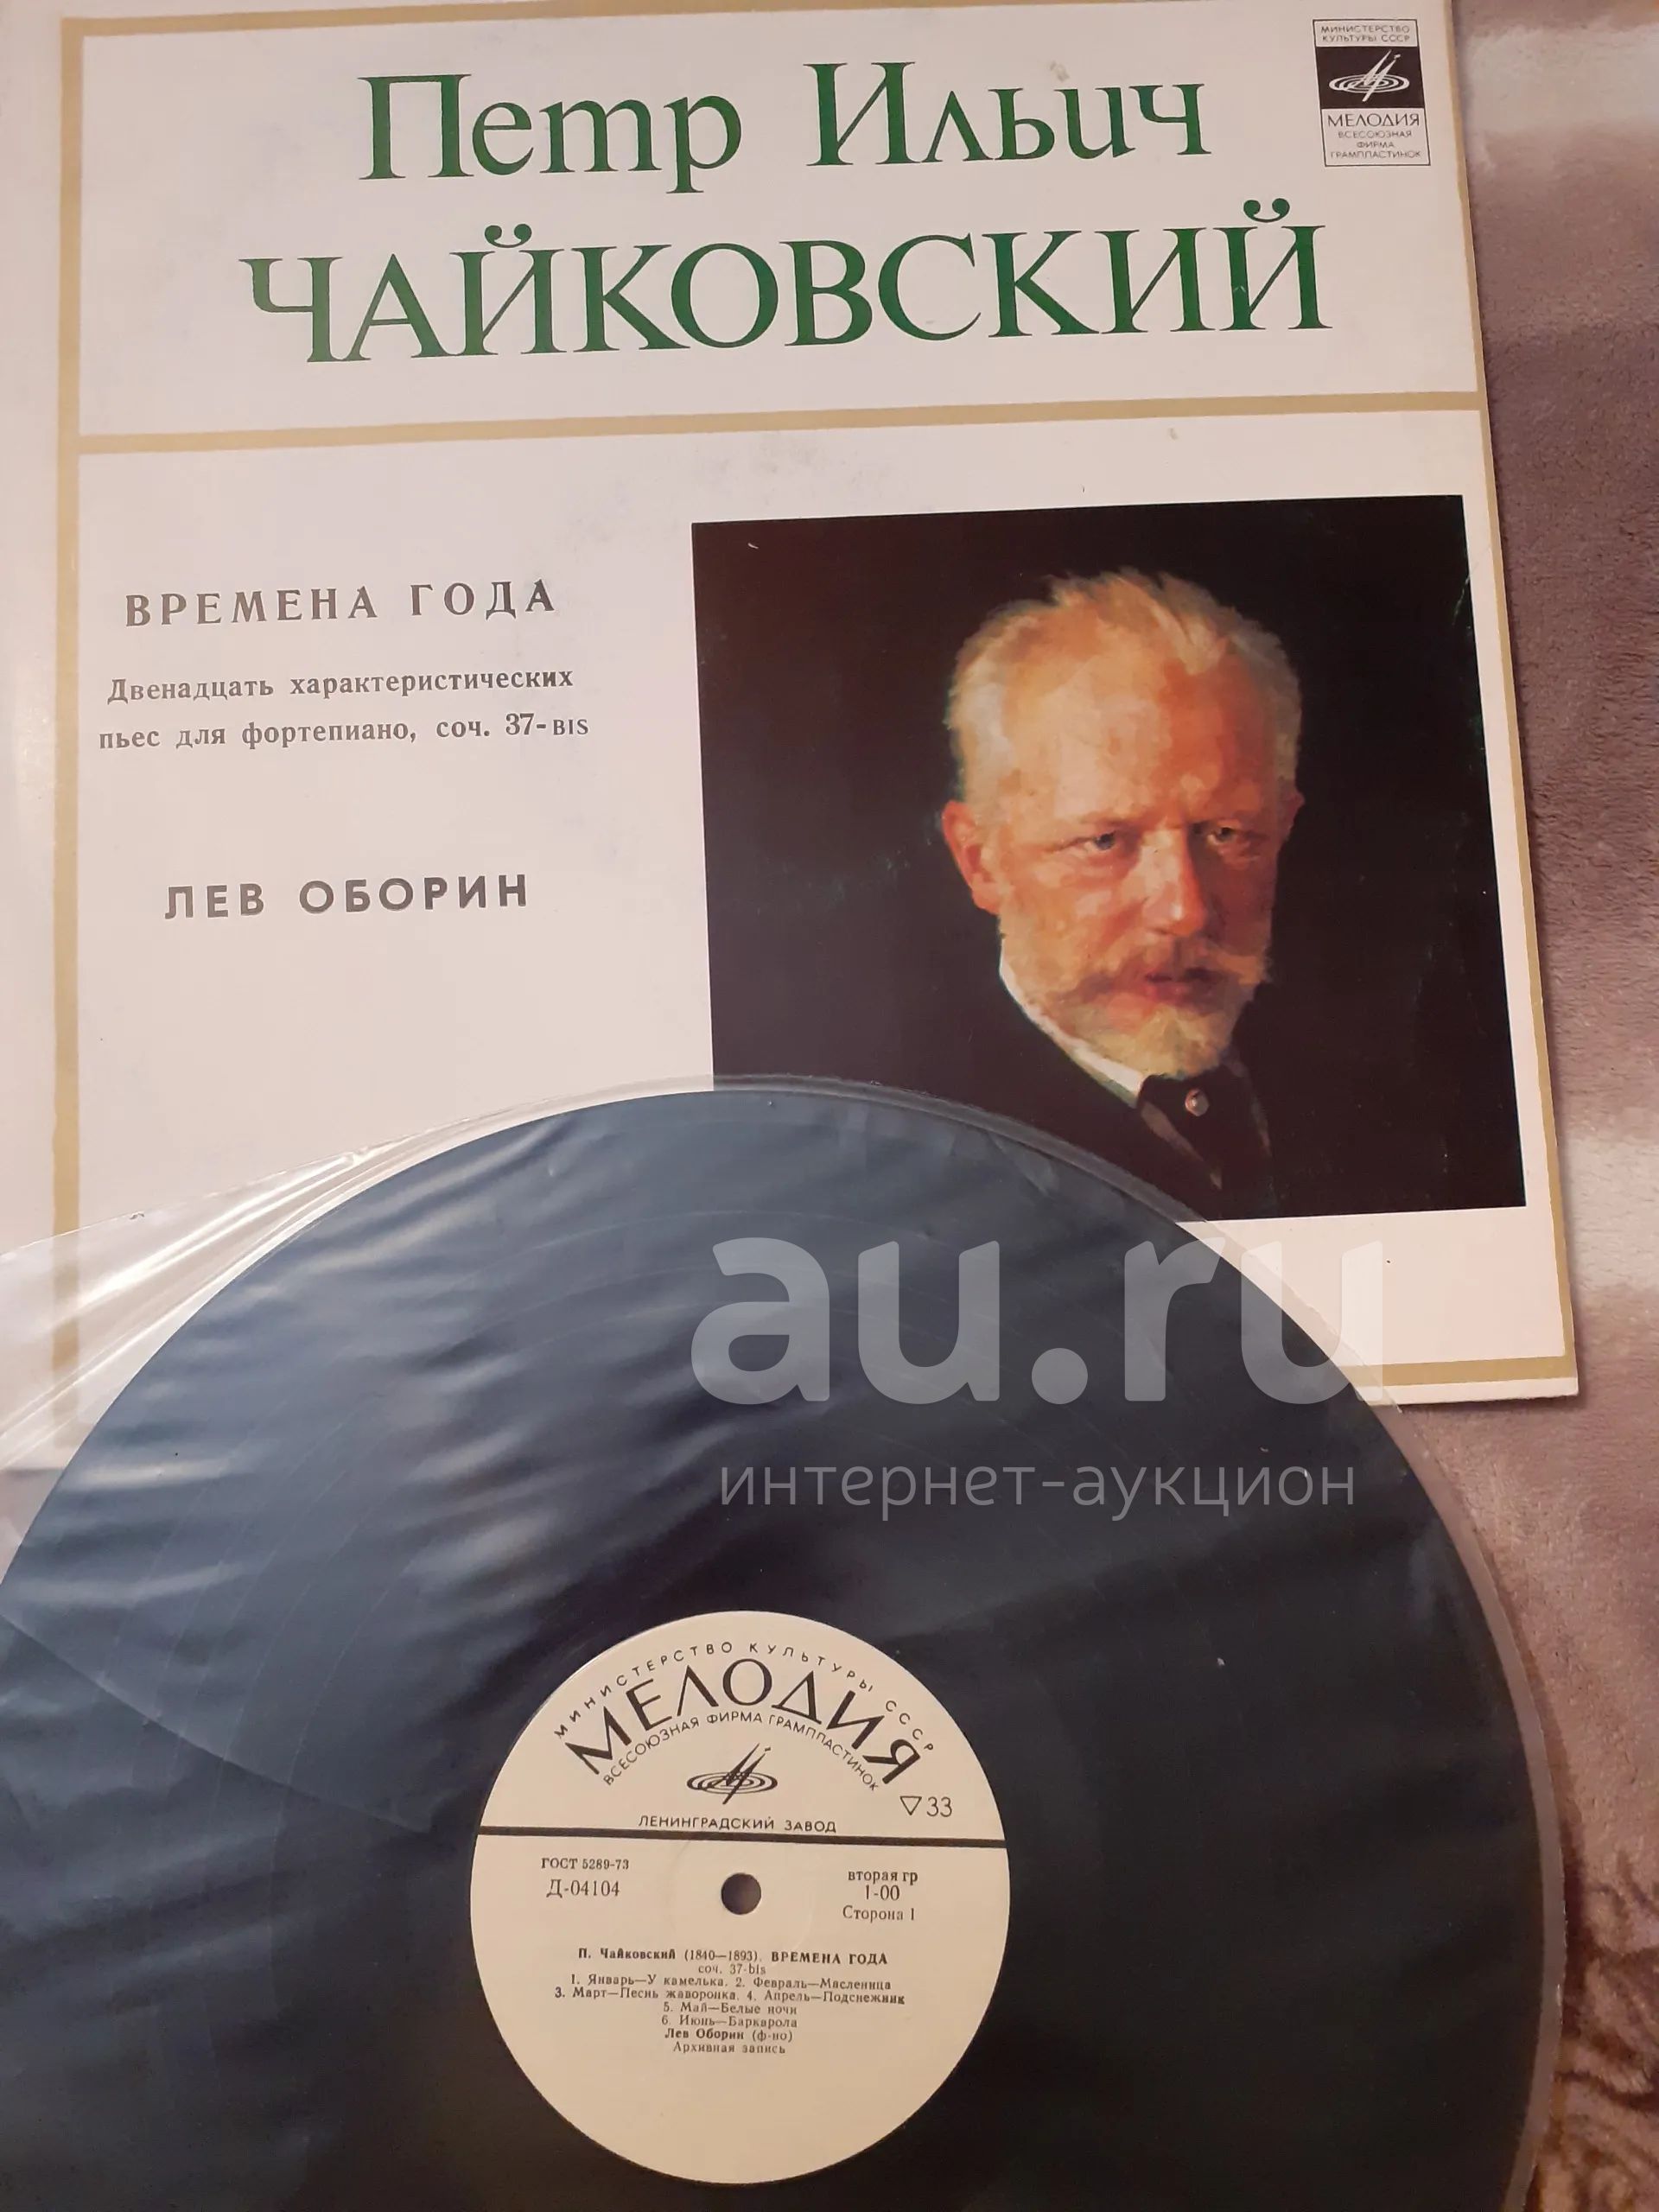 МИНИСТЕРСТВО
КУЛЬТУРЫ СССР
МЕЛОДИЯ
ВСЕСОЮЗНАЯ
ФИРМА
ГРАМПЛАСТИНОК
Петр Ильич
ЧАЙКОВСКИЙ
ВРЕМЕНА ГОДА
Двенадцать характеристических
пьес для фортепиано, соч. 37-BIS
ЛЕВ ОБОРИН
au.ru
интернет-аукцион
МИНИСТЕРСТВО КУЛЬТУРЫ СССР
МЕЛОДИЯ
ВСЕСОЮЗНАЯ ФИРМА ГРАМПЛАСТИНОК
33
ЛЕНИНГРАДСКИЙ ЗАВОД
ГОСТ 5289-73
Д-04104
вторая гр
1-00
Сторона 1
П. Чайковский (1840—1893). ВРЕМЕНА ГОДА
соч. 37-bis
1. Январь—У камелька. 2. Февраль—Масленица
3. Март—Песнь жаворонка. 4. Апрель—Подснежник
5. Май—Белые ночи
6. Июнь—Баркарола
Лев Оборин (ф-но)
Архивная запись